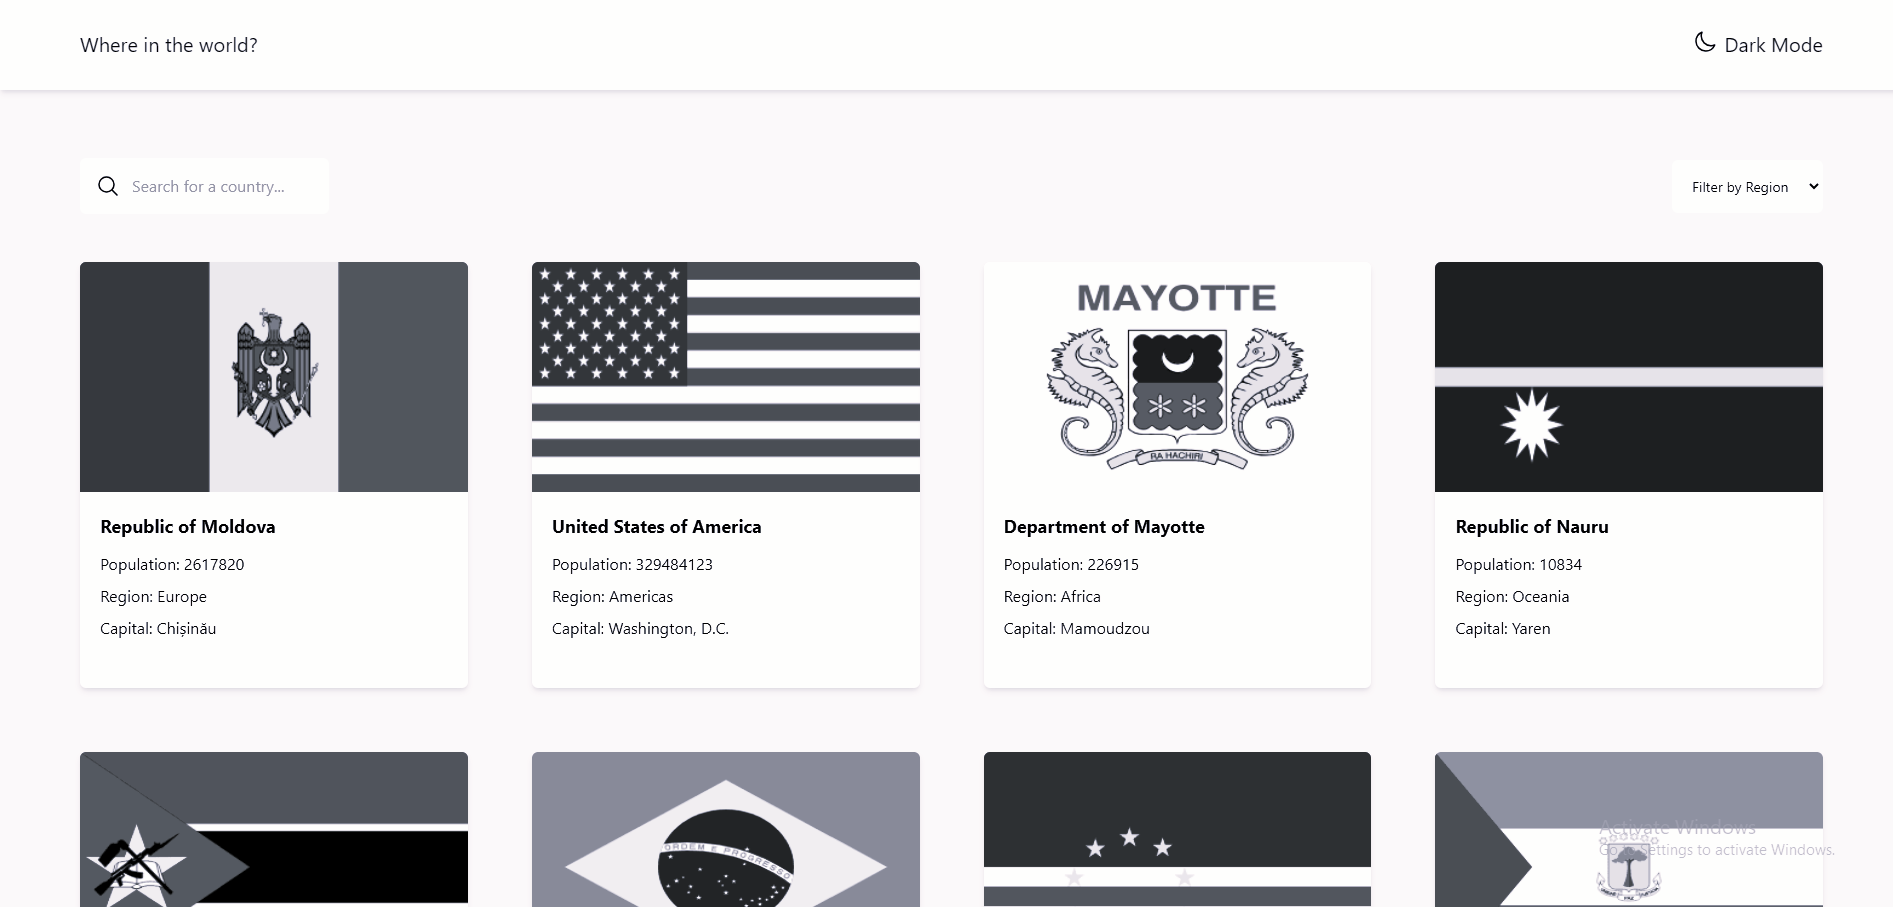 Where in the world?
Dark Mode
Search for a country...
Filter by Region
MAYOTTE
RA HACHIRI
Republic of Moldova
Population: 2617820
Region: Europe
Capital: Chișinău
United States of America
Population: 329484123
Region: Americas
Capital: Washington, D.C.
Department of Mayotte
Population: 226915
Region: Africa
Capital: Mamoudzou
Republic of Nauru
Population: 10834
Region: Oceania
Capital: Yaren
ORDEM E PROGRESSO
Activate Windows
Go to Settings to activate Windows.